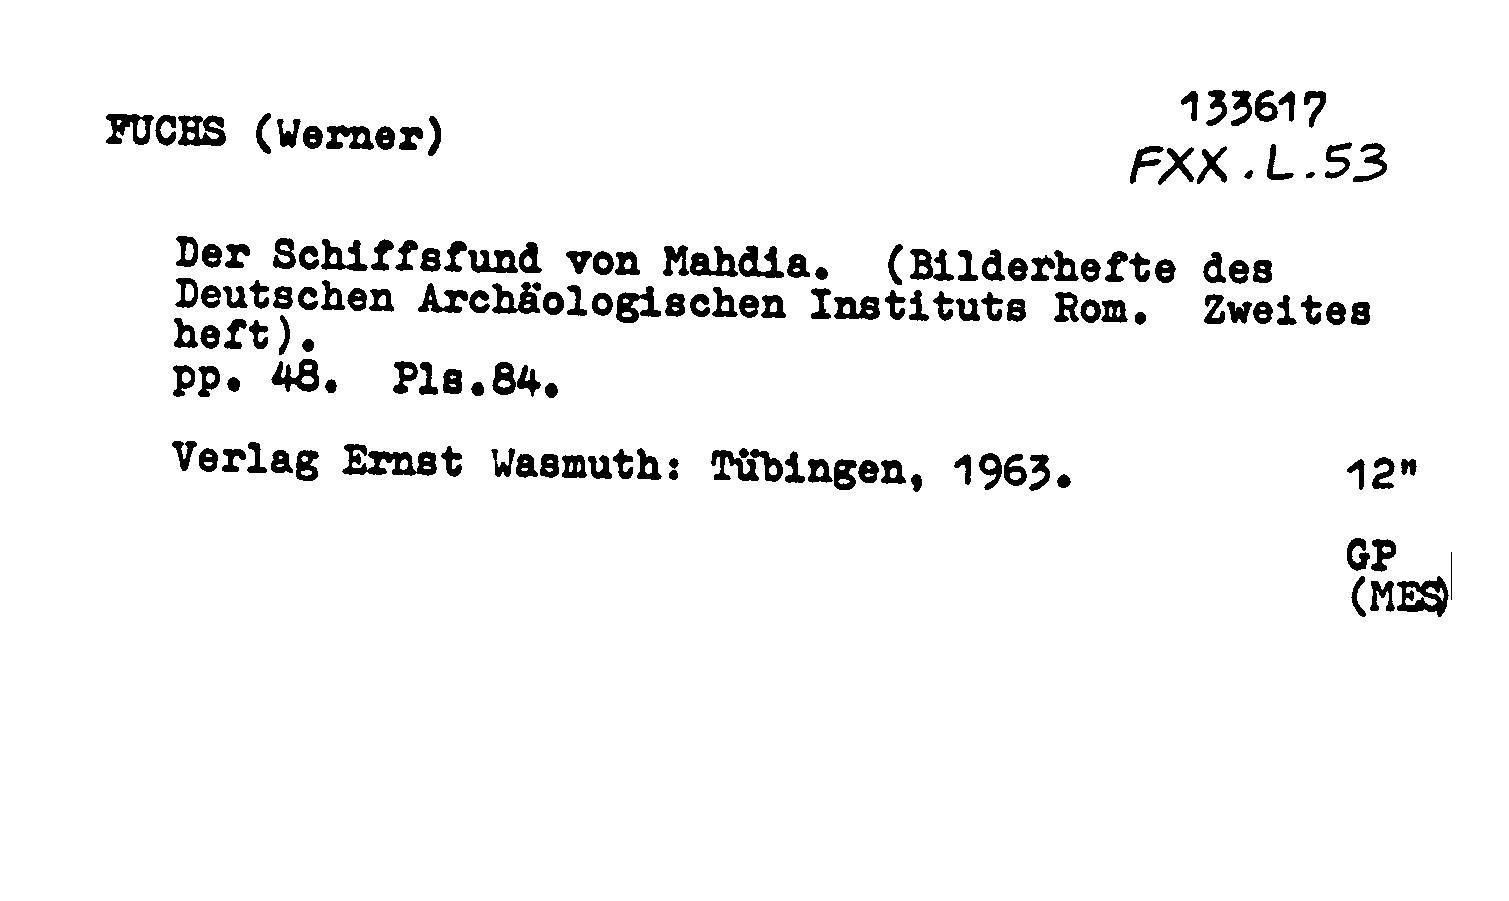 133617
FUCHS (Werner)
FXX.L.53
Der Schiffsfund von Mahdia. (Bilderhefte des
Deutschen Archäologischen Instituts Rom. Zweites
heft).
pp. 48. Pls.84.
Verlag Ernst Wasmuth: Tübingen, 1963. 12"
GP
(MES)